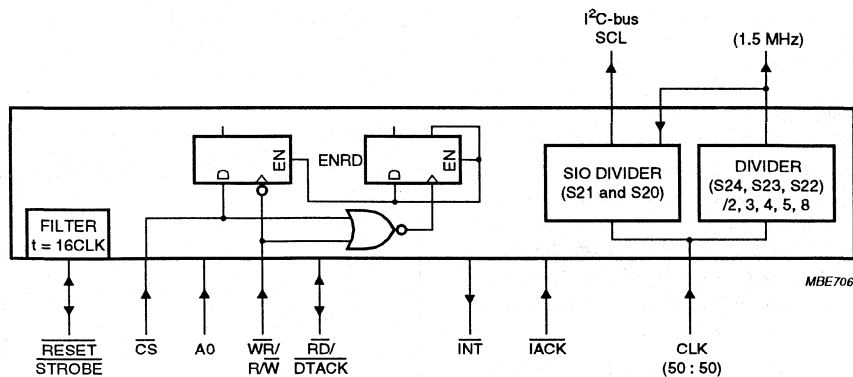 I²C-bus
SCL
(1.5 MHz)
ENRD
D
EN
D
EN
SIO DIVIDER
(S21 and S20)
DIVIDER
(S24, S23, S22)
/2, 3, 4, 5, 8
FILTER
t = 16CLK
MBE706
RESET
STROBE
CS
A0
WR/
R/W
RD/
DTACK
INT
IACK
CLK
(50 : 50)